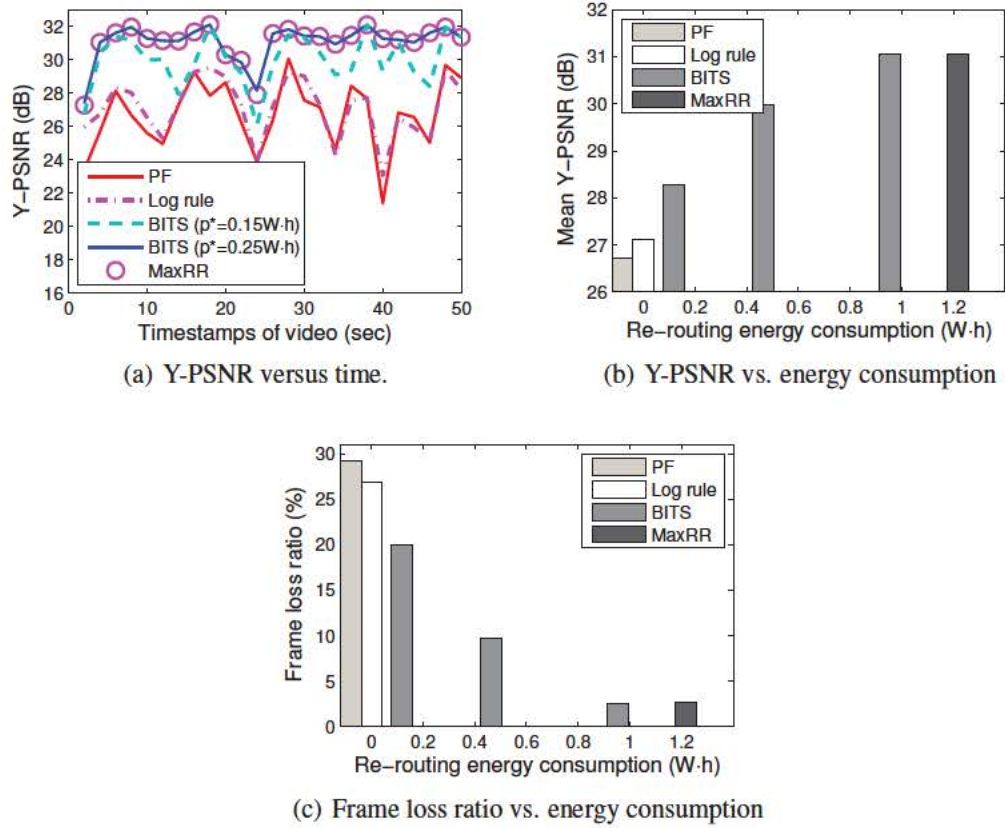 32
30
28
26
24
22
20
18
16
Y−PSNR (dB)
PF
Log rule
BITS (p*=0.15W·h)
BITS (p*=0.25W·h)
MaxRR
0 10 20 30 40 50
Timestamps of video (sec)
(a) Y-PSNR versus time.
32
31
30
29
28
27
26
Mean Y−PSNR (dB)
PF
Log rule
BITS
MaxRR
0 0.2 0.4 0.6 0.8 1 1.2
Re−routing energy consumption (W·h)
(b) Y-PSNR vs. energy consumption
30
25
20
15
10
5
0
Frame loss ratio (%)
PF
Log rule
BITS
MaxRR
0 0.2 0.4 0.6 0.8 1 1.2
Re−routing energy consumption (W·h)
(c) Frame loss ratio vs. energy consumption